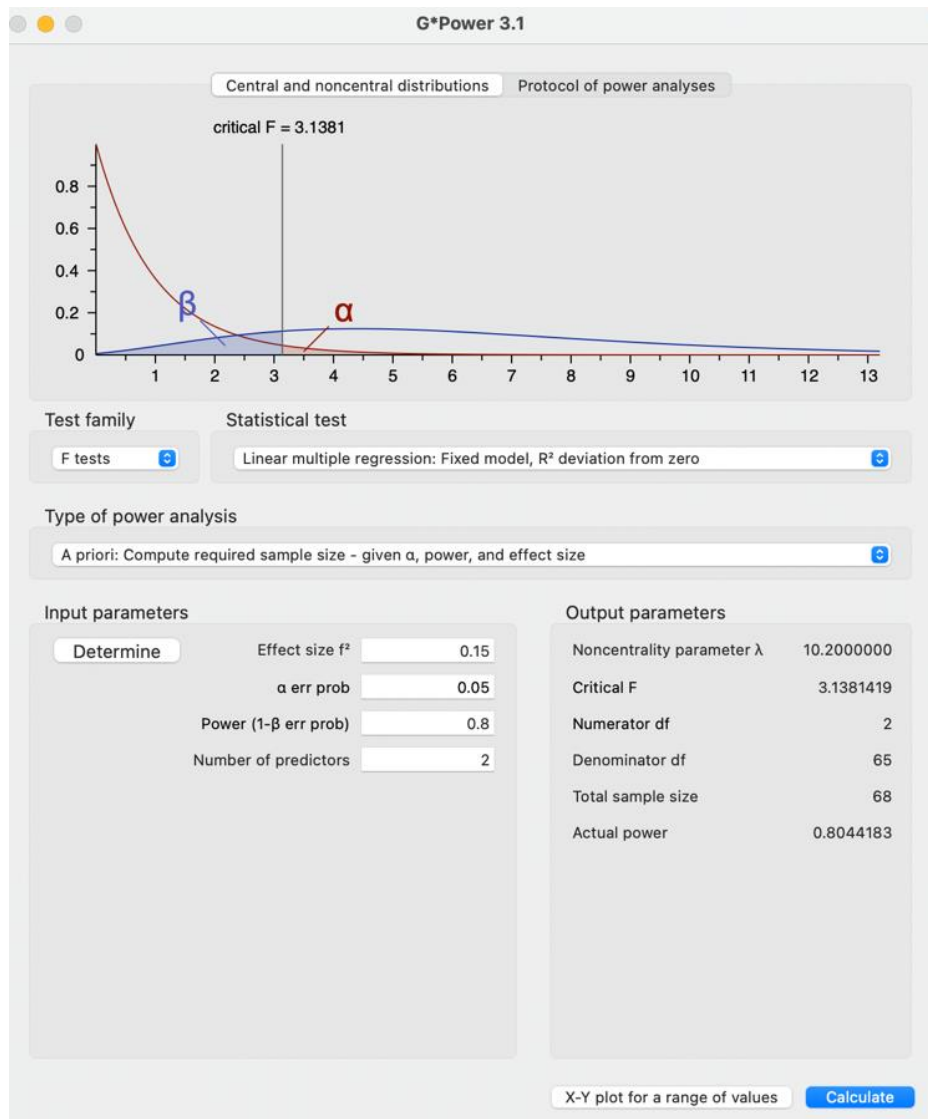 G*Power 3.1
Central and noncentral distributions Protocol of power analyses
critical F = 3.1381
0.8
0.6
0.4
0.2
0
β
α
1 2 3 4 5 6 7 8 9 10 11 12 13
Test family Statistical test
F tests Linear multiple regression: Fixed model, R² deviation from zero
Type of power analysis
A priori: Compute required sample size - given α, power, and effect size
Input parameters Output parameters
Determine Effect size f² 0.15 Noncentrality parameter λ 10.2000000
α err prob 0.05 Critical F 3.1381419
Power (1-β err prob) 0.8 Numerator df 2
Number of predictors 2 Denominator df 65
Total sample size 68
Actual power 0.8044183
X-Y plot for a range of values Calculate